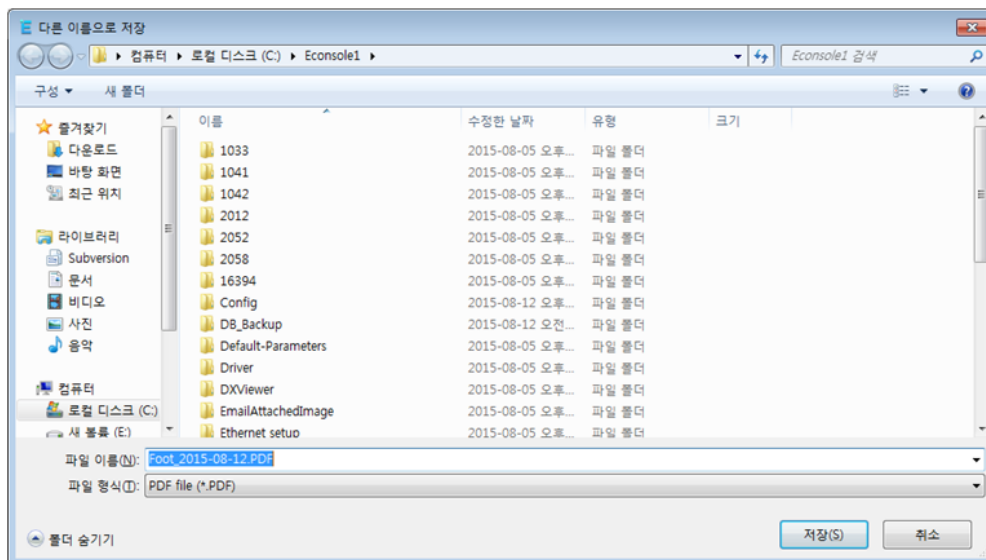 다른 이름으로 저장
컴퓨터 ▸ 로컬 디스크 (C:) ▸ Econsole1 ▸
Econsole1 검색
구성 ▼ 새 폴더
즐겨찾기
다운로드
바탕 화면
최근 위치
라이브러리
Subversion
문서
비디오
사진
음악
컴퓨터
로컬 디스크 (C:)
새 볼륨 (E:)
이름 수정한 날짜 유형 크기
1033 2015-08-05 오후... 파일 폴더
1041 2015-08-05 오후... 파일 폴더
1042 2015-08-05 오후... 파일 폴더
2012 2015-08-05 오후... 파일 폴더
2052 2015-08-05 오후... 파일 폴더
2058 2015-08-05 오후... 파일 폴더
16394 2015-08-05 오후... 파일 폴더
Config 2015-08-12 오후... 파일 폴더
DB_Backup 2015-08-12 오전... 파일 폴더
Default-Parameters 2015-08-05 오후... 파일 폴더
Driver 2015-08-05 오후... 파일 폴더
DXViewer 2015-08-05 오후... 파일 폴더
EmailAttachedImage 2015-08-05 오후... 파일 폴더
Ethernet setup 2015-08-05 오후... 파일 폴더
파일 이름(N): Foot_2015-08-12.PDF
파일 형식(T): PDF file (*.PDF)
폴더 숨기기
저장(S) 취소